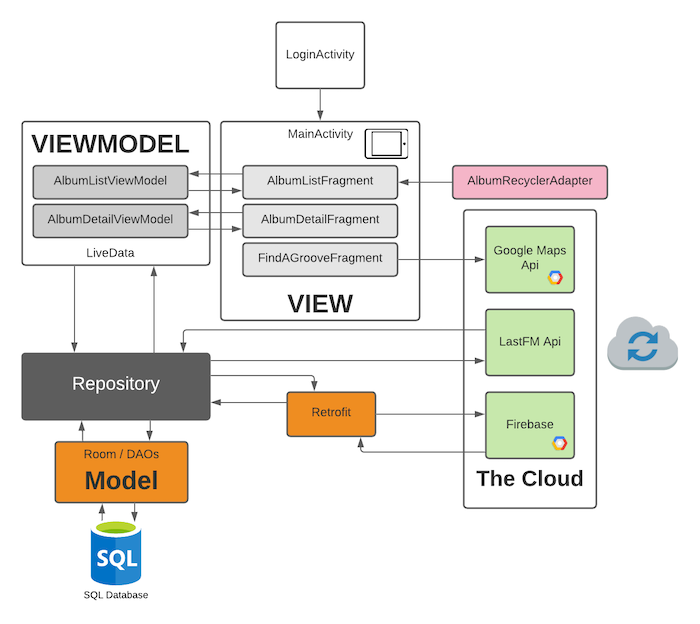 LoginActivity
MainActivity
VIEWMODEL
AlbumListViewModel
AlbumListFragment
AlbumRecyclerAdapter
AlbumDetailViewModel
AlbumDetailFragment
LiveData
FindAGrooveFragment
Google Maps
Api
VIEW
LastFM Api
Repository
Retrofit
Firebase
Room / DAOs
Model
The Cloud
SQL
SQL Database